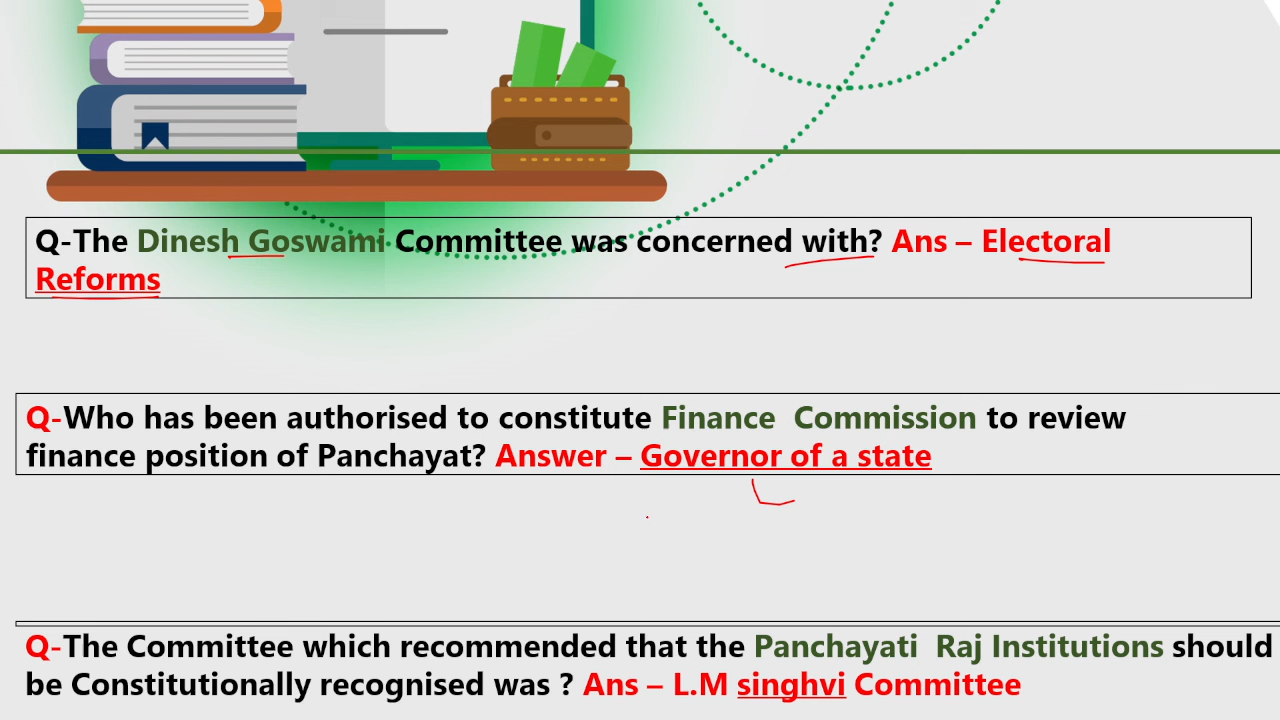 Q-The Dinesh Goswami Committee was concerned with? Ans – Electoral
Reforms
Q-Who has been authorised to constitute Finance Commission to review
finance position of Panchayat? Answer – Governor of a state
Q-The Committee which recommended that the Panchayati Raj Institutions should
be Constitutionally recognised was ? Ans – L.M singhvi Committee